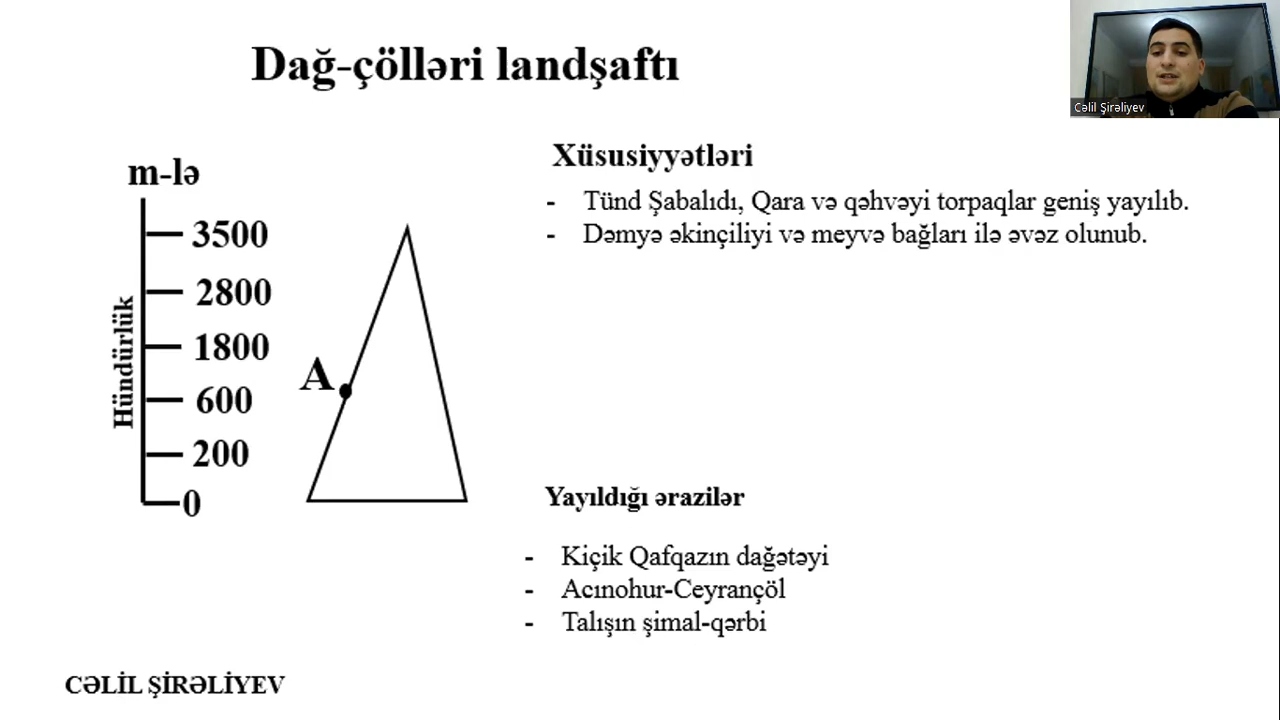 Dağ-çölləri landşaftı
Cəlil Şirəliyev
Xüsusiyyətləri
- Tünd Şabalıdı, Qara və qəhvəyi torpaqlar geniş yayılıb.
- Dəmyə əkinçiliyi və meyvə bağları ilə əvəz olunub.
m-lə
3500
2800
1800
600
200
0
Hündürlük
A
Yayıldığı ərazilər
- Kiçik Qafqazın dağətəyi
- Acınohur-Ceyrançöl
- Talışın şimal-qərbi
CƏLİL ŞİRƏLİYEV